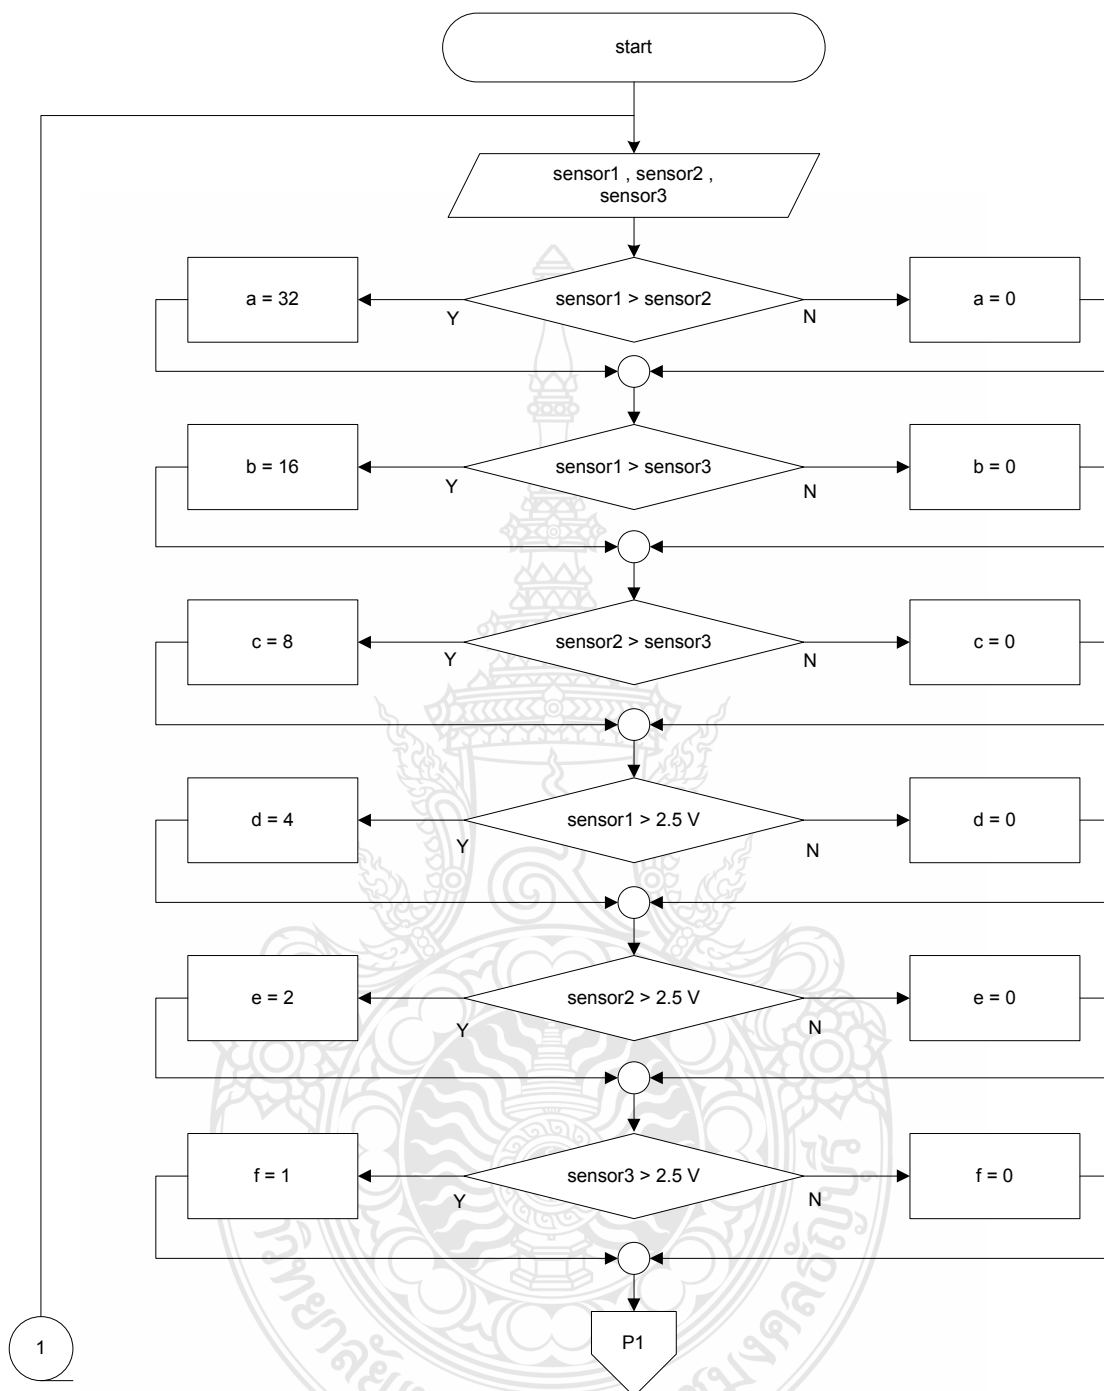 start
sensor1 , sensor2 ,
sensor3
a = 32
sensor1 > sensor2
a = 0
Y
N
b = 16
sensor1 > sensor3
b = 0
Y
N
c = 8
sensor2 > sensor3
c = 0
Y
N
d = 4
sensor1 > 2.5 V
d = 0
Y
N
e = 2
sensor2 > 2.5 V
e = 0
Y
N
f = 1
sensor3 > 2.5 V
f = 0
Y
N
1
P1